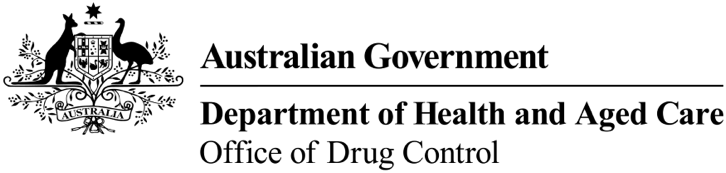 AUSTRALIA
Australian Government
Department of Health and Aged Care
Office of Drug Control